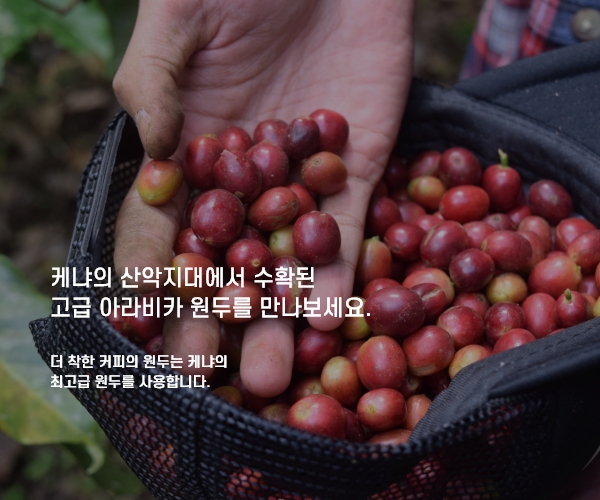 케냐의 산악지대에서 수확된
고급 아라비카 원두를 만나보세요.
더 착한 커피의 원두는 케냐의
최고급 원두를 사용합니다.